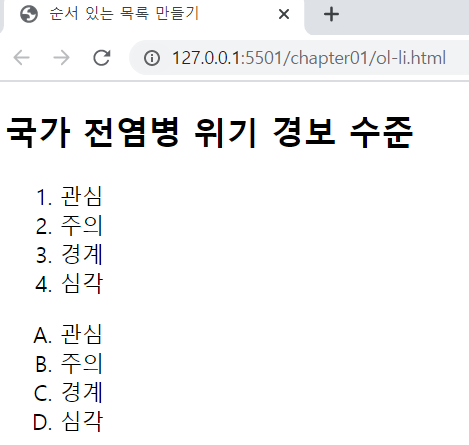 순서 있는 목록 만들기
127.0.0.1:5501/chapter01/ol-li.html
국가 전염병 위기 경보 수준
1. 관심
2. 주의
3. 경계
4. 심각
A. 관심
B. 주의
C. 경계
D. 심각